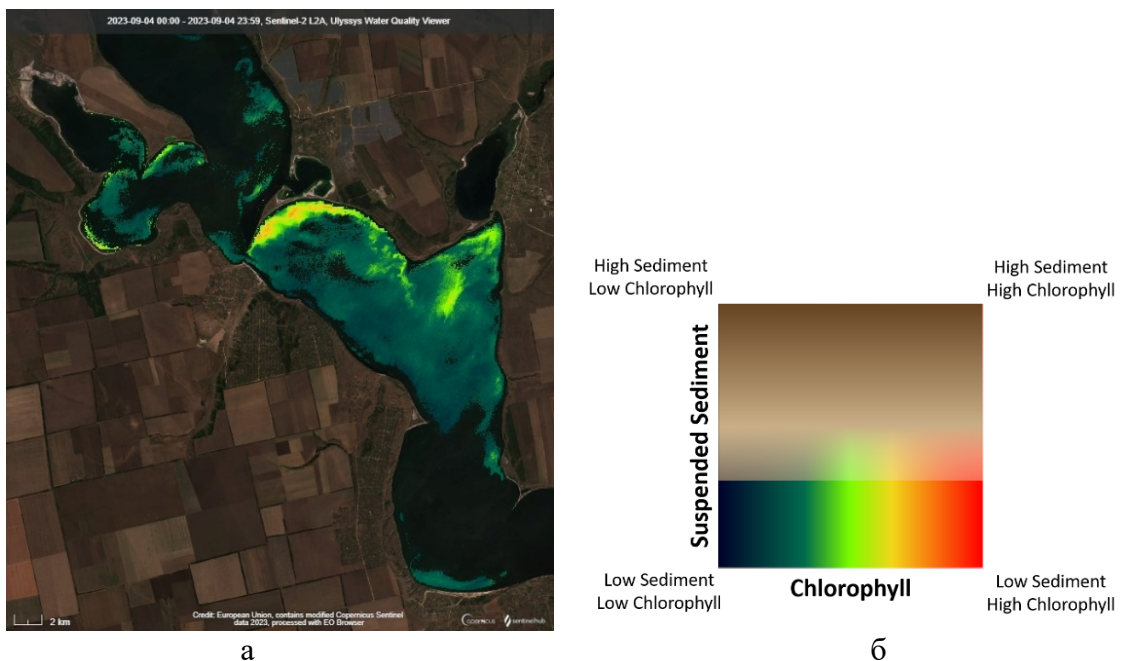 2023-09-04 00:00 - 2023-09-04 23:59, Sentinel-2 L2A, Ulyssys Water Quality Viewer
2 km
Credit: European Union, contains modified Copernicus Sentinel
data 2023, processed with EO Browser
opernicus
sentinelhub
а
High Sediment
Low Chlorophyll
High Sediment
High Chlorophyll
Suspended Sediment
Low Sediment
Low Chlorophyll
Chlorophyll
Low Sediment
High Chlorophyll
б